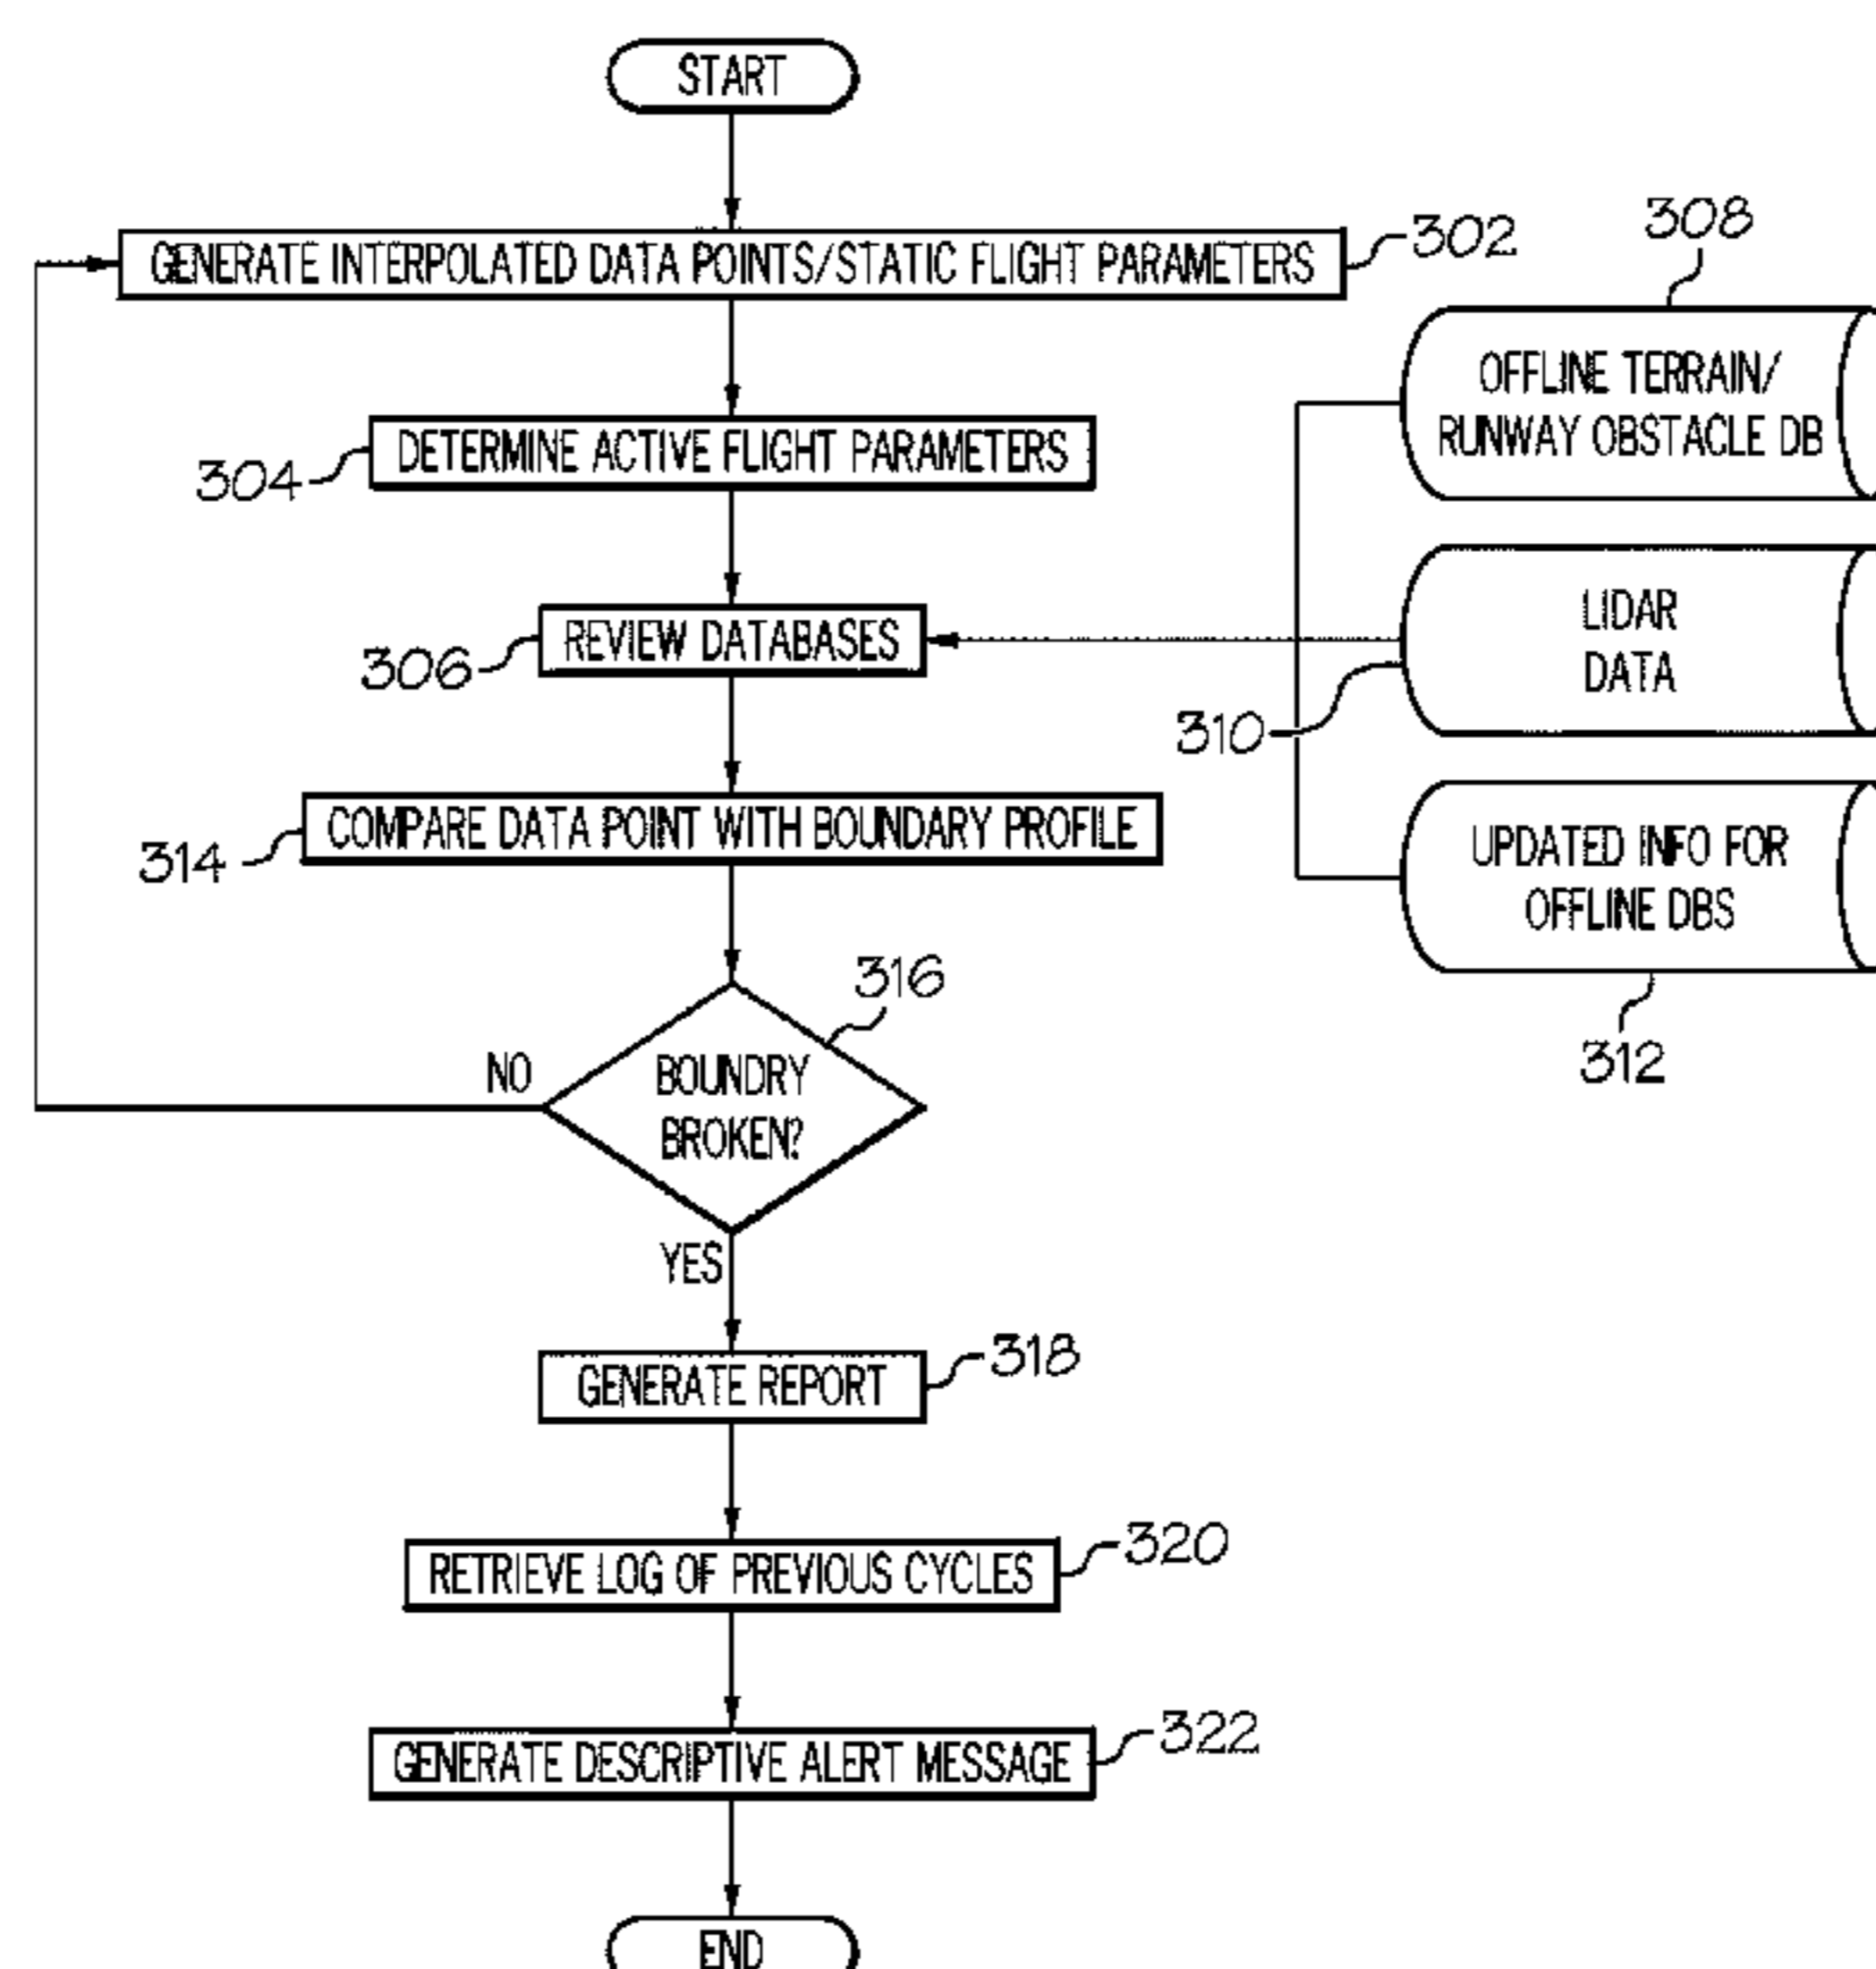 START
GENERATE INTERPOLATED DATA POINTS/STATIC FLIGHT PARAMETERS
302
308
OFFLINE TERRAIN/
RUNWAY OBSTACLE DB
DETERMINE ACTIVE FLIGHT PARAMETERS
304
REVIEW DATABASES
306
LIDAR
DATA
310
COMPARE DATA POINT WITH BOUNDARY PROFILE
314
UPDATED INFO FOR
OFFLINE DBS
312
316
NO
BOUNDRY
BROKEN?
YES
GENERATE REPORT
318
RETRIEVE LOG OF PREVIOUS CYCLES
320
GENERATE DESCRIPTIVE ALERT MESSAGE
322
END